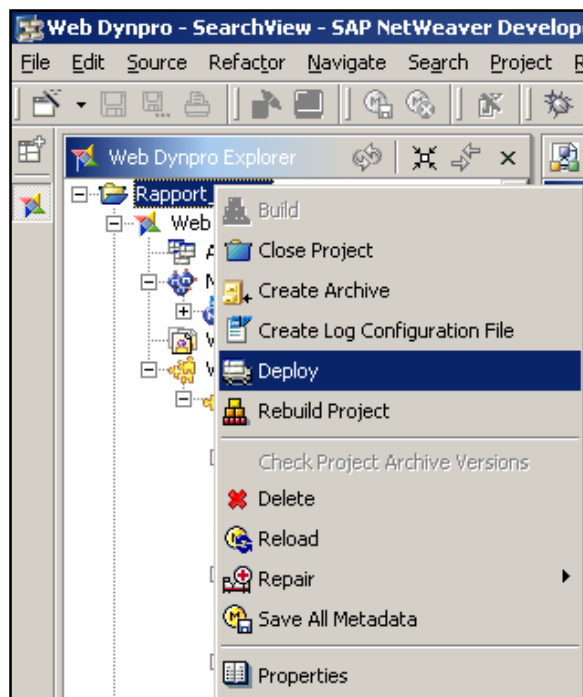 Web Dynpro - SearchView - SAP NetWeaver Develop
File Edit Source Refactor Navigate Search Project R
Web Dynpro Explorer
Rapport_
Web
Build
Close Project
Create Archive
Create Log Configuration File
Deploy
Rebuild Project
Check Project Archive Versions
Delete
Reload
Repair
Save All Metadata
Properties